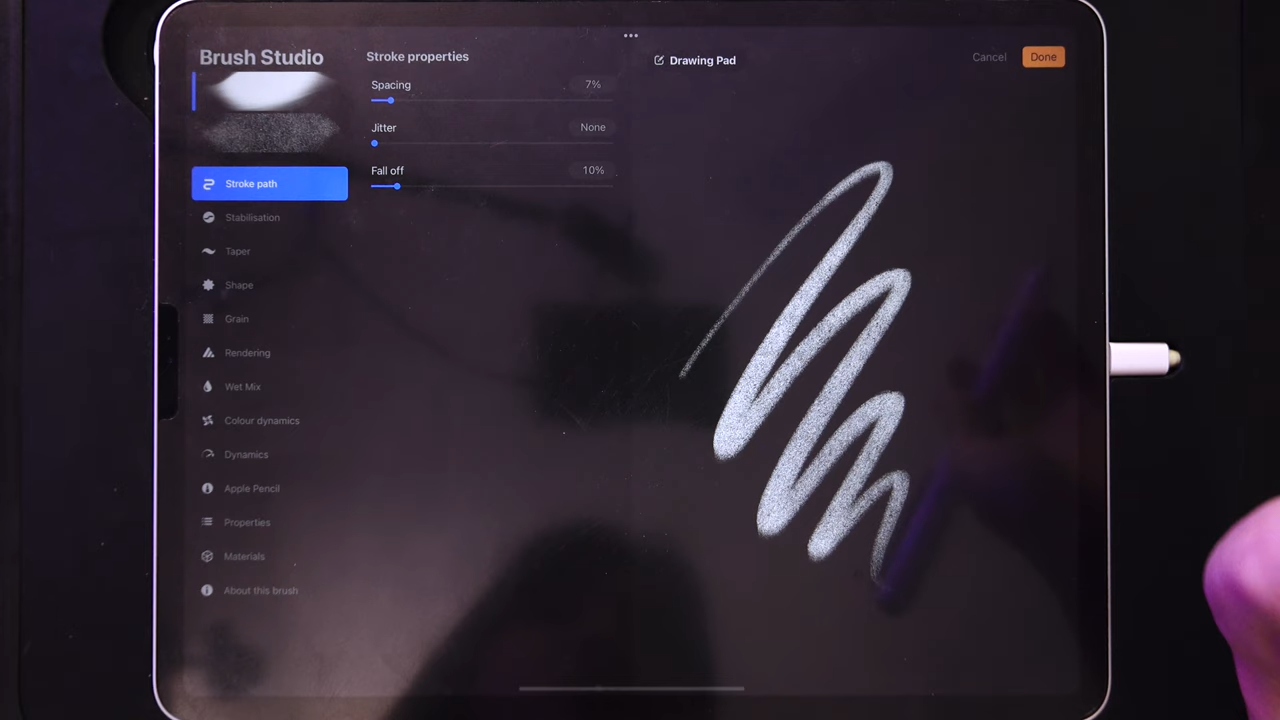 Brush Studio
Stroke properties
Drawing Pad
Cancel
Done
Spacing
7%
Jitter
None
Fall off
10%
Stroke path
Stabilisation
Taper
Shape
Grain
Rendering
Wet Mix
Colour dynamics
Dynamics
Apple Pencil
Properties
Materials
About this brush